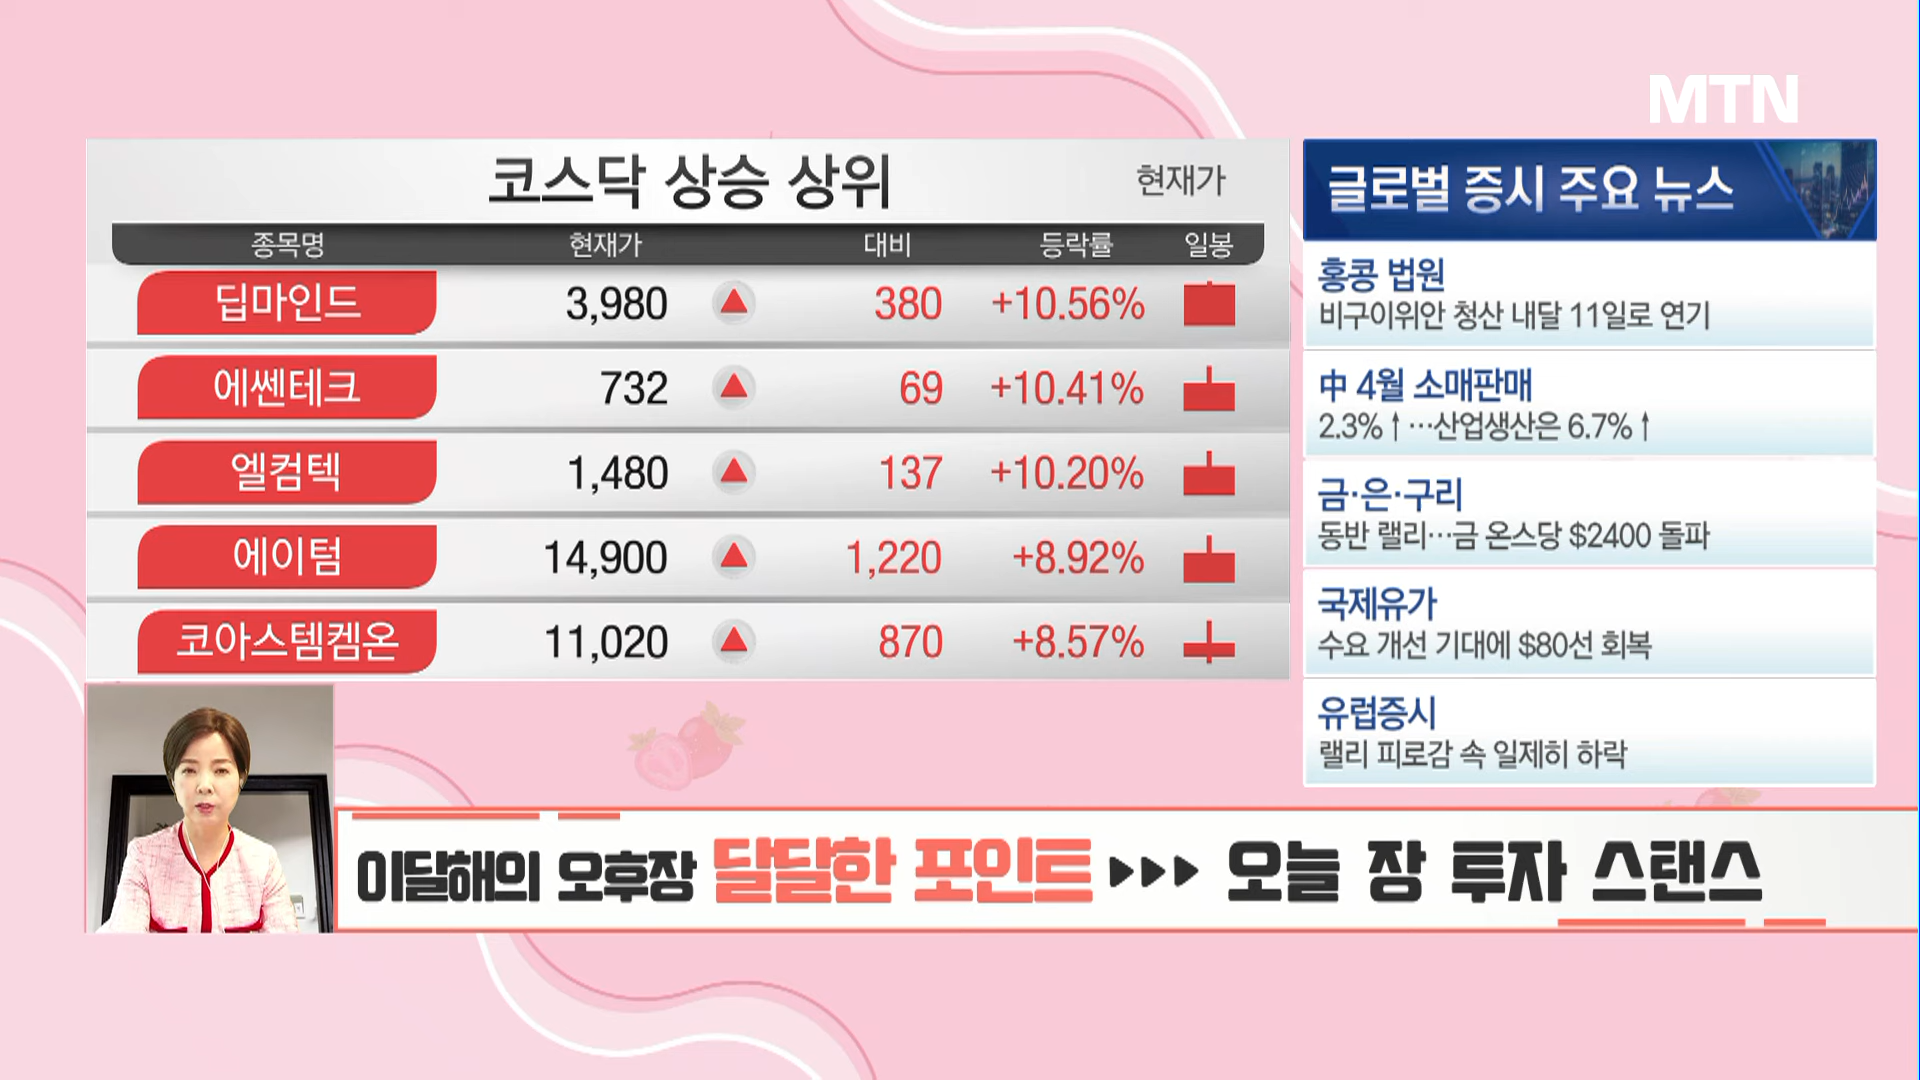 MTN
코스닥 상승 상위 현재가
종목명 현재가 대비 등락률 일봉
딥마인드 3,980 ▲ 380 +10.56%
에쎈테크 732 ▲ 69 +10.41%
엘컴텍 1,480 ▲ 137 +10.20%
에이텀 14,900 ▲ 1,220 +8.92%
코아스템켐온 11,020 ▲ 870 +8.57%
글로벌 증시 주요 뉴스
홍콩 법원
비구이위안 청산 내달 11일로 연기
中 4월 소매판매
2.3%↑…산업생산은 6.7%↑
금·은·구리
동반 랠리…금 온스당 $2400 돌파
국제유가
수요 개선 기대에 $80선 회복
유럽증시
랠리 피로감 속 일제히 하락
이달해의 오후장 달달한 포인트 ▶▶▶ 오늘 장 투자 스탠스